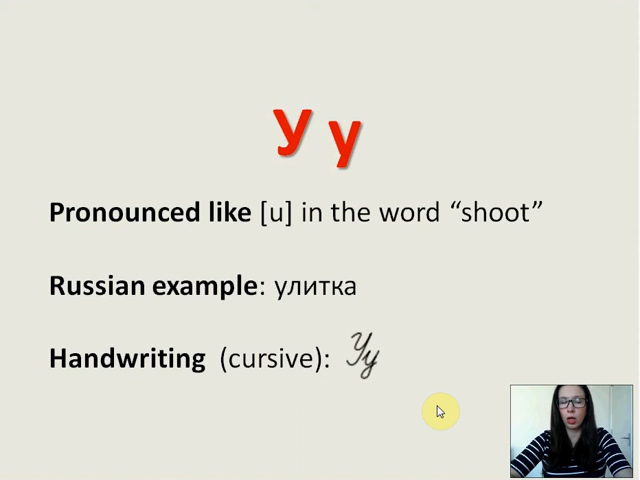 У у
Pronounced like [u] in the word “shoot”
Russian example: улитка
Handwriting (cursive): Уу